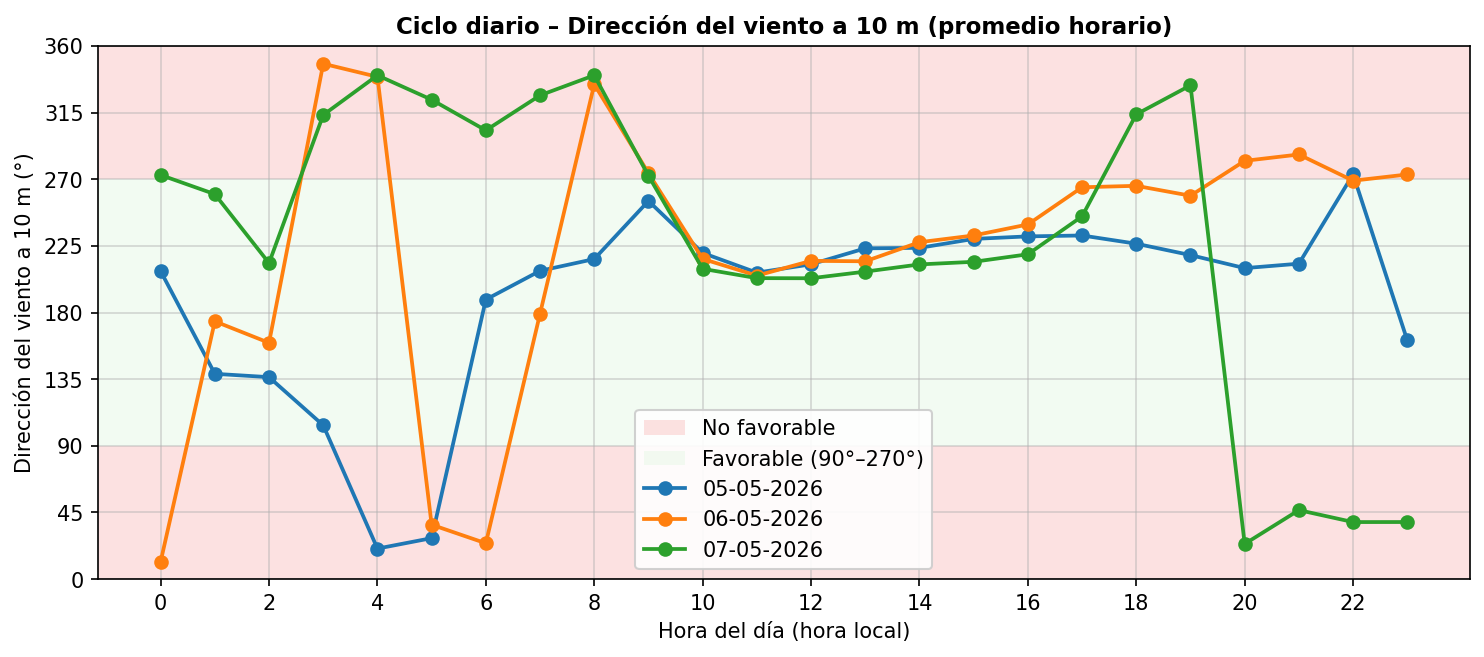 Ciclo diario – Dirección del viento a 10 m (promedio horario)
Dirección del viento a 10 m (°)
360
315
270
225
180
135
90
45
0
No favorable
Favorable (90°–270°)
05-05-2026
06-05-2026
07-05-2026
0 2 4 6 8 10 12 14 16 18 20 22
Hora del día (hora local)